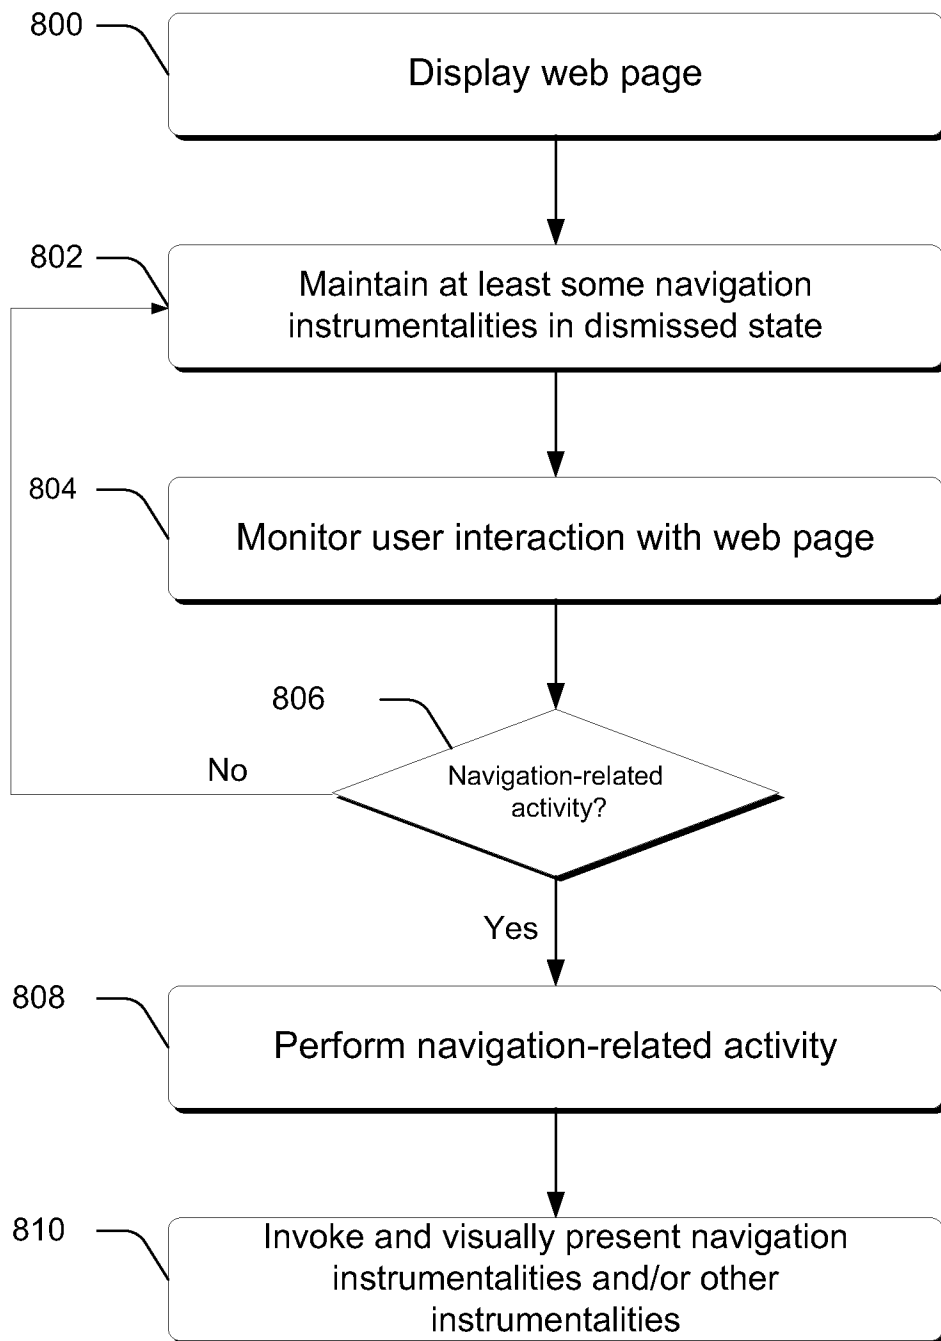 800
Display web page
802
Maintain at least some navigation
instrumentalities in dismissed state
804
Monitor user interaction with web page
806
No
Navigation-related
activity?
Yes
808
Perform navigation-related activity
810
Invoke and visually present navigation
instrumentalities and/or other
instrumentalities